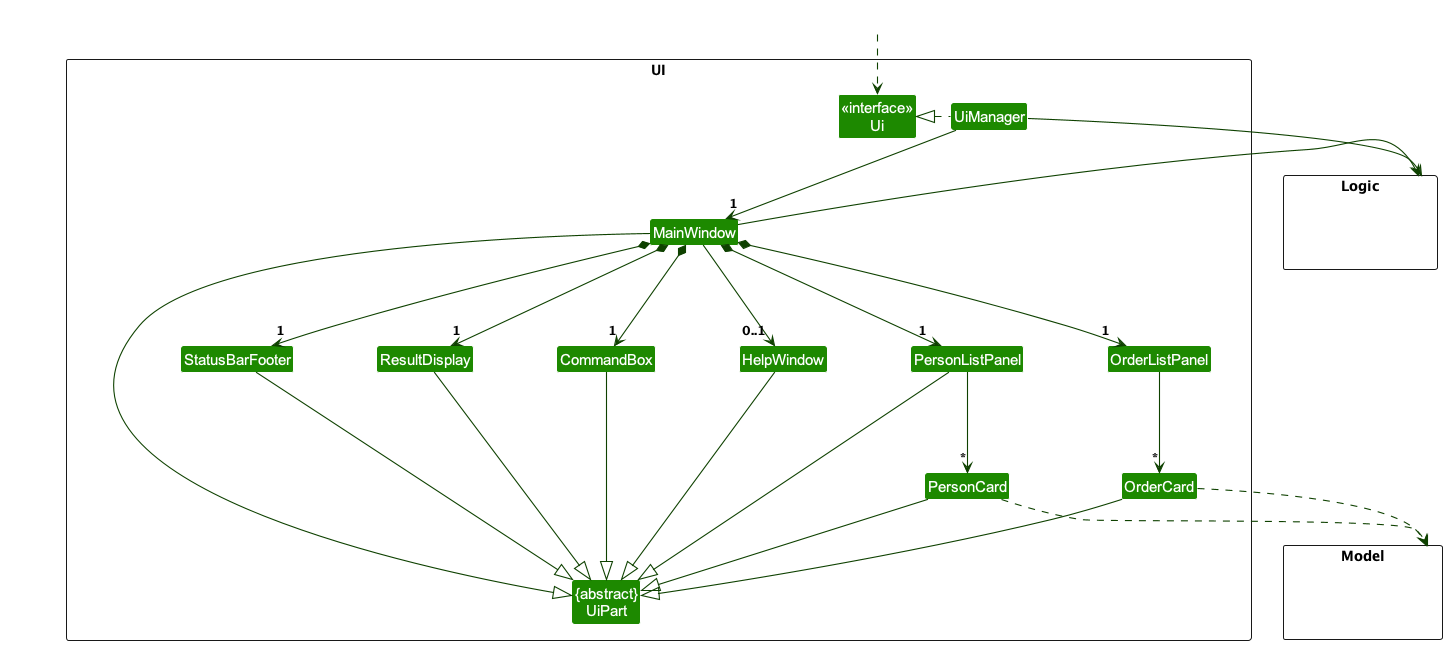 UI
«interface»
Ui
UiManager
Logic
1
MainWindow
1
1
1
0..1
1
1
StatusBarFooter
ResultDisplay
CommandBox
HelpWindow
PersonListPanel
OrderListPanel
*
*
PersonCard
OrderCard
Model
{abstract}
UiPart